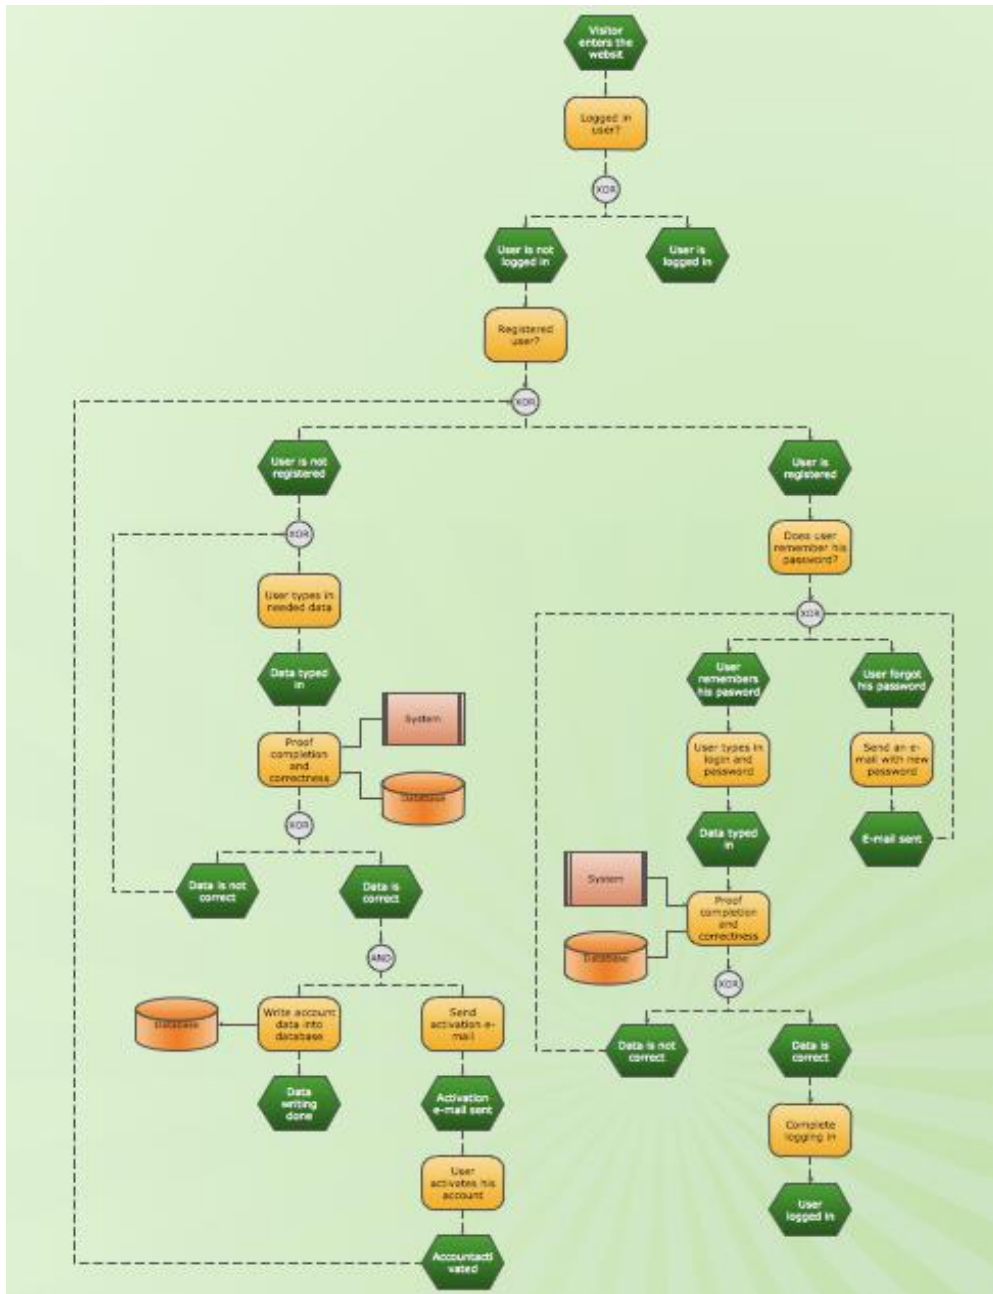 Visitor
enters the
websit
Logged in
user?
XOR
User is not
logged in
User is
logged in
Registered
user?
XOR
User is not
registered
User is
registered
XOR
Does user
remember his
password?
User types in
needed data
XOR
Data typed
in
User
remembers
his pasword
User forgot
his password
System
Proof
completion
and
correctness
User types in
login and
password
Send an e-
mail with new
password
Database
XOR
Data typed
in
E-mail sent
Data is not
correct
Data is
correct
System
Proof
completion
and
correctness
AND
Database
XOR
Database
Write account
data into
database
Send
activation e-
mail
Data is not
correct
Data is
correct
Data
writing
done
Activation
e-mail sent
Complete
logging in
User
activates his
account
User
logged in
Accountacti
vated